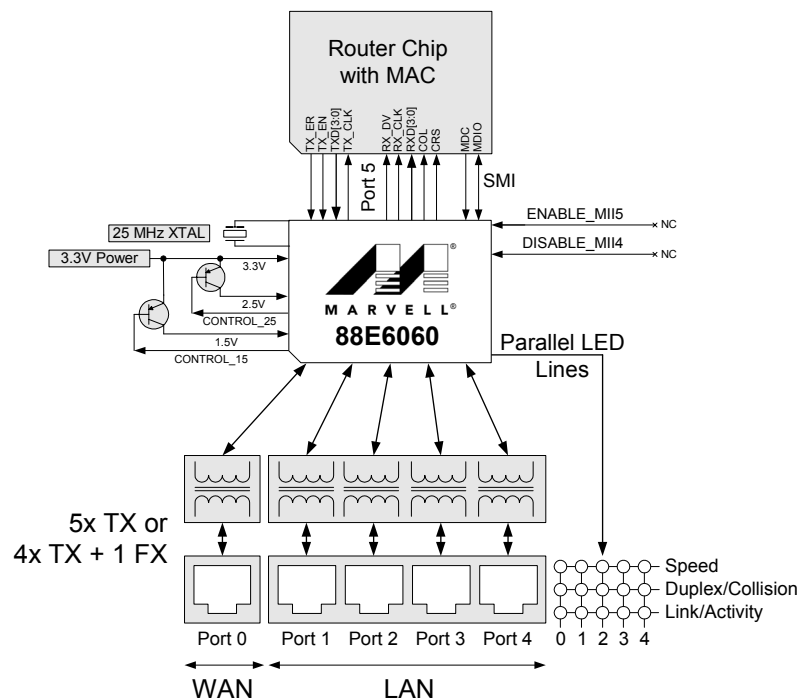 Router Chip
with MAC
TX_ER
TX_EN
TXD[3:0]
TX_CLK
RX_DV
RX_CLK
RXD[3:0]
COL
CRS
MDC
MDIO
Port 5
SMI
ENABLE_MII5
NC
DISABLE_MII4
NC
25 MHz XTAL
3.3V Power
3.3V
2.5V
CONTROL_25
1.5V
CONTROL_15
®
MARVELL®
88E6060
Parallel LED
Lines
5x TX or
4x TX + 1 FX
Speed
Duplex/Collision
Link/Activity
0 1 2 3 4
Port 0 Port 1 Port 2 Port 3 Port 4
WAN LAN